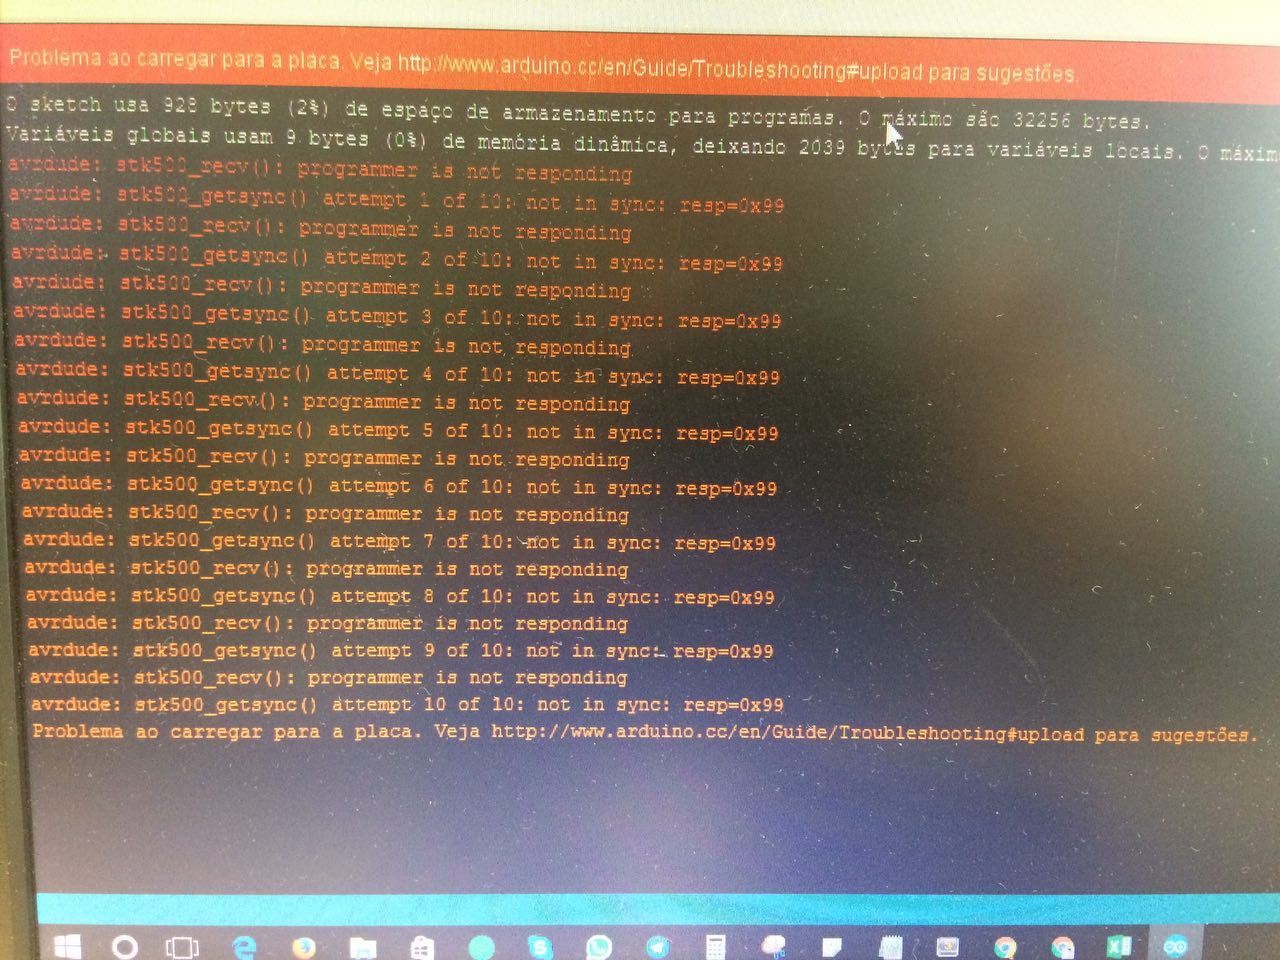 Problema ao carregar para a placa. Veja http://www.arduino.cc/en/Guide/Troubleshooting#upload para sugestões.
O sketch usa 928 bytes (2%) de espaço de armazenamento para programas. O máximo são 32256 bytes.
Variáveis globais usam 9 bytes (0%) de memória dinâmica, deixando 2039 bytes para variáveis locais. O máxim
avrdude: stk500_recv(): programmer is not responding
avrdude: stk500_getsync() attempt 1 of 10: not in sync: resp=0x99
avrdude: stk500_recv(): programmer is not responding
avrdude: stk500_getsync() attempt 2 of 10: not in sync: resp=0x99
avrdude: stk500_recv(): programmer is not responding
avrdude: stk500_getsync() attempt 3 of 10: not in sync: resp=0x99
avrdude: stk500_recv(): programmer is not responding
avrdude: stk500_getsync() attempt 4 of 10: not in sync: resp=0x99
avrdude: stk500_recv(): programmer is not responding
avrdude: stk500_getsync() attempt 5 of 10: not in sync: resp=0x99
avrdude: stk500_recv(): programmer is not responding
avrdude: stk500_getsync() attempt 6 of 10: not in sync: resp=0x99
avrdude: stk500_recv(): programmer is not responding
avrdude: stk500_getsync() attempt 7 of 10: not in sync: resp=0x99
avrdude: stk500_recv(): programmer is not responding
avrdude: stk500_getsync() attempt 8 of 10: not in sync: resp=0x99
avrdude: stk500_recv(): programmer is not responding
avrdude: stk500_getsync() attempt 9 of 10: not in sync: resp=0x99
avrdude: stk500_recv(): programmer is not responding
avrdude: stk500_getsync() attempt 10 of 10: not in sync: resp=0x99
Problema ao carregar para a placa. Veja http://www.arduino.cc/en/Guide/Troubleshooting#upload para sugestões.